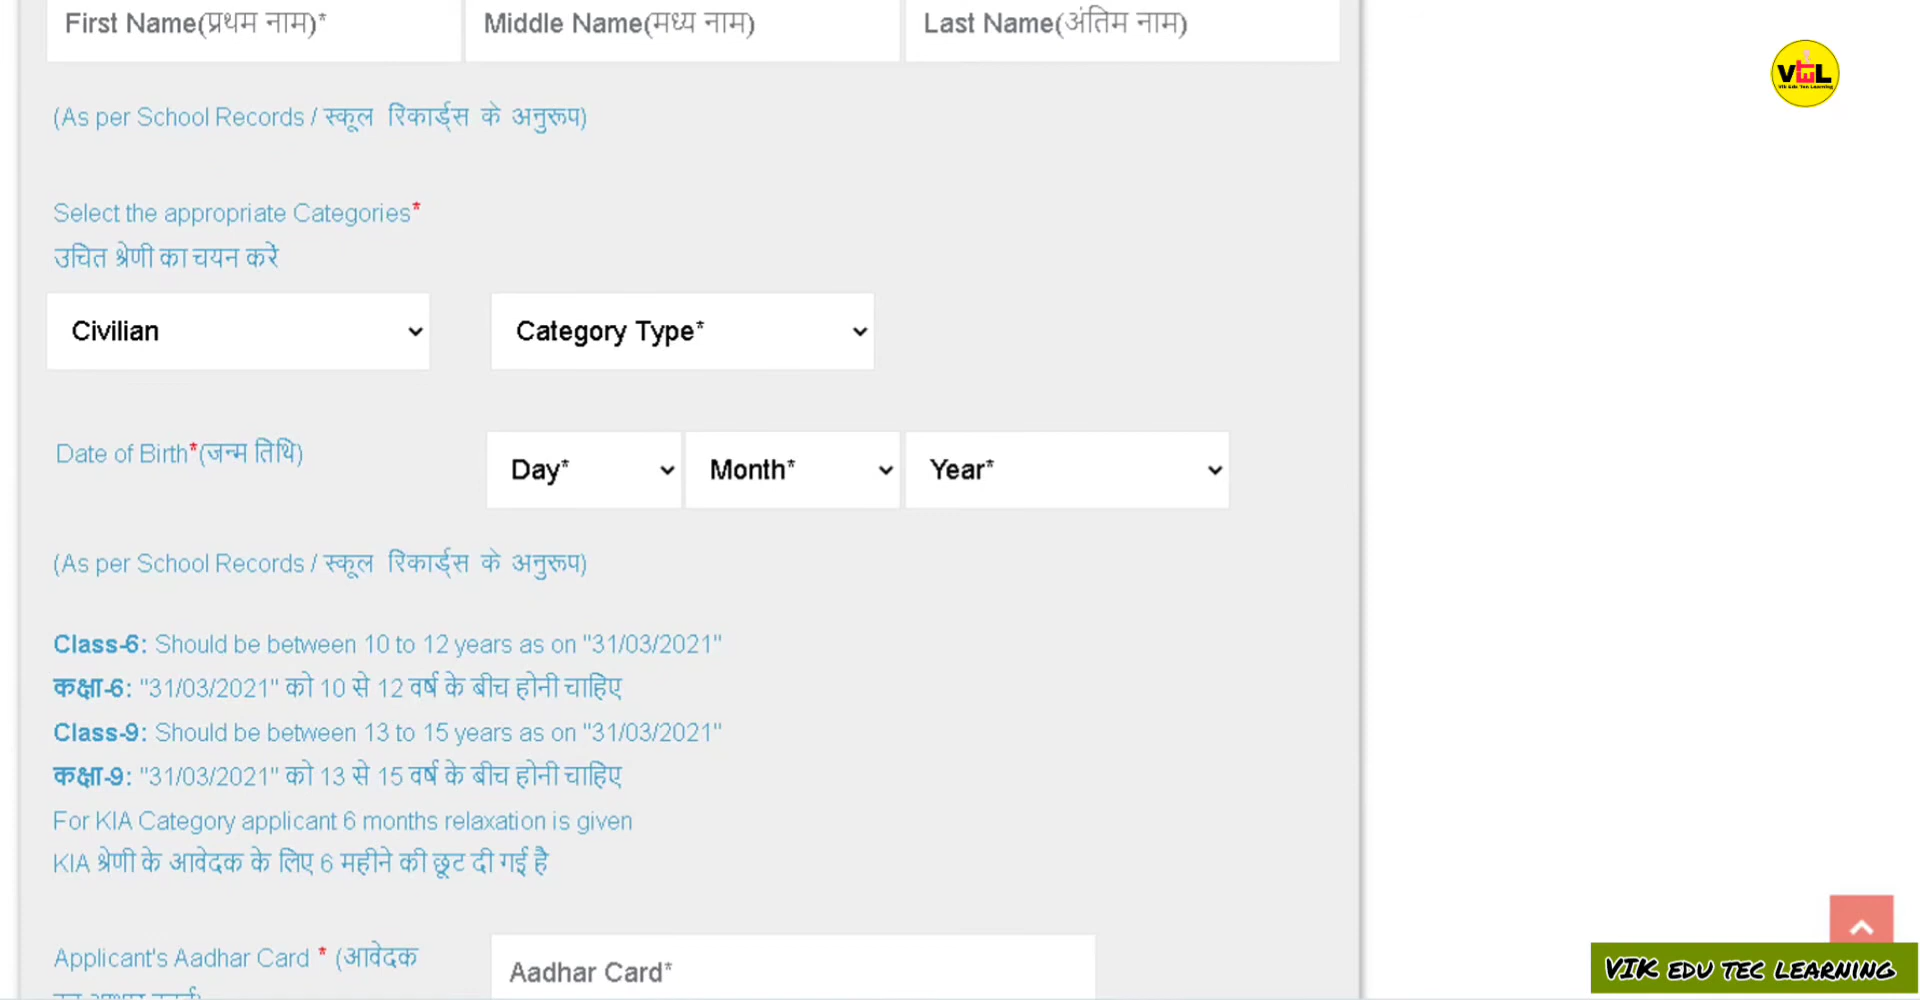 First Name(प्रथम नाम)* Middle Name(मध्य नाम) Last Name(अंतिम नाम)
VEL
Vik Edu Tec Learning
(As per School Records / स्कूल रिकार्ड्स के अनुरूप)
Select the appropriate Categories*
उचित श्रेणी का चयन करें
Civilian Category Type*
Date of Birth*(जन्म तिथि) Day* Month* Year*
(As per School Records / स्कूल रिकार्ड्स के अनुरूप)
Class-6: Should be between 10 to 12 years as on "31/03/2021"
कक्षा-6: "31/03/2021" को 10 से 12 वर्ष के बीच होनी चाहिए
Class-9: Should be between 13 to 15 years as on "31/03/2021"
कक्षा-9: "31/03/2021" को 13 से 15 वर्ष के बीच होनी चाहिए
For KIA Category applicant 6 months relaxation is given
KIA श्रेणी के आवेदक के लिए 6 महीने की छूट दी गई है
Applicant's Aadhar Card * (आवेदक
Aadhar Card*
VIK EDU TEC LEARNING